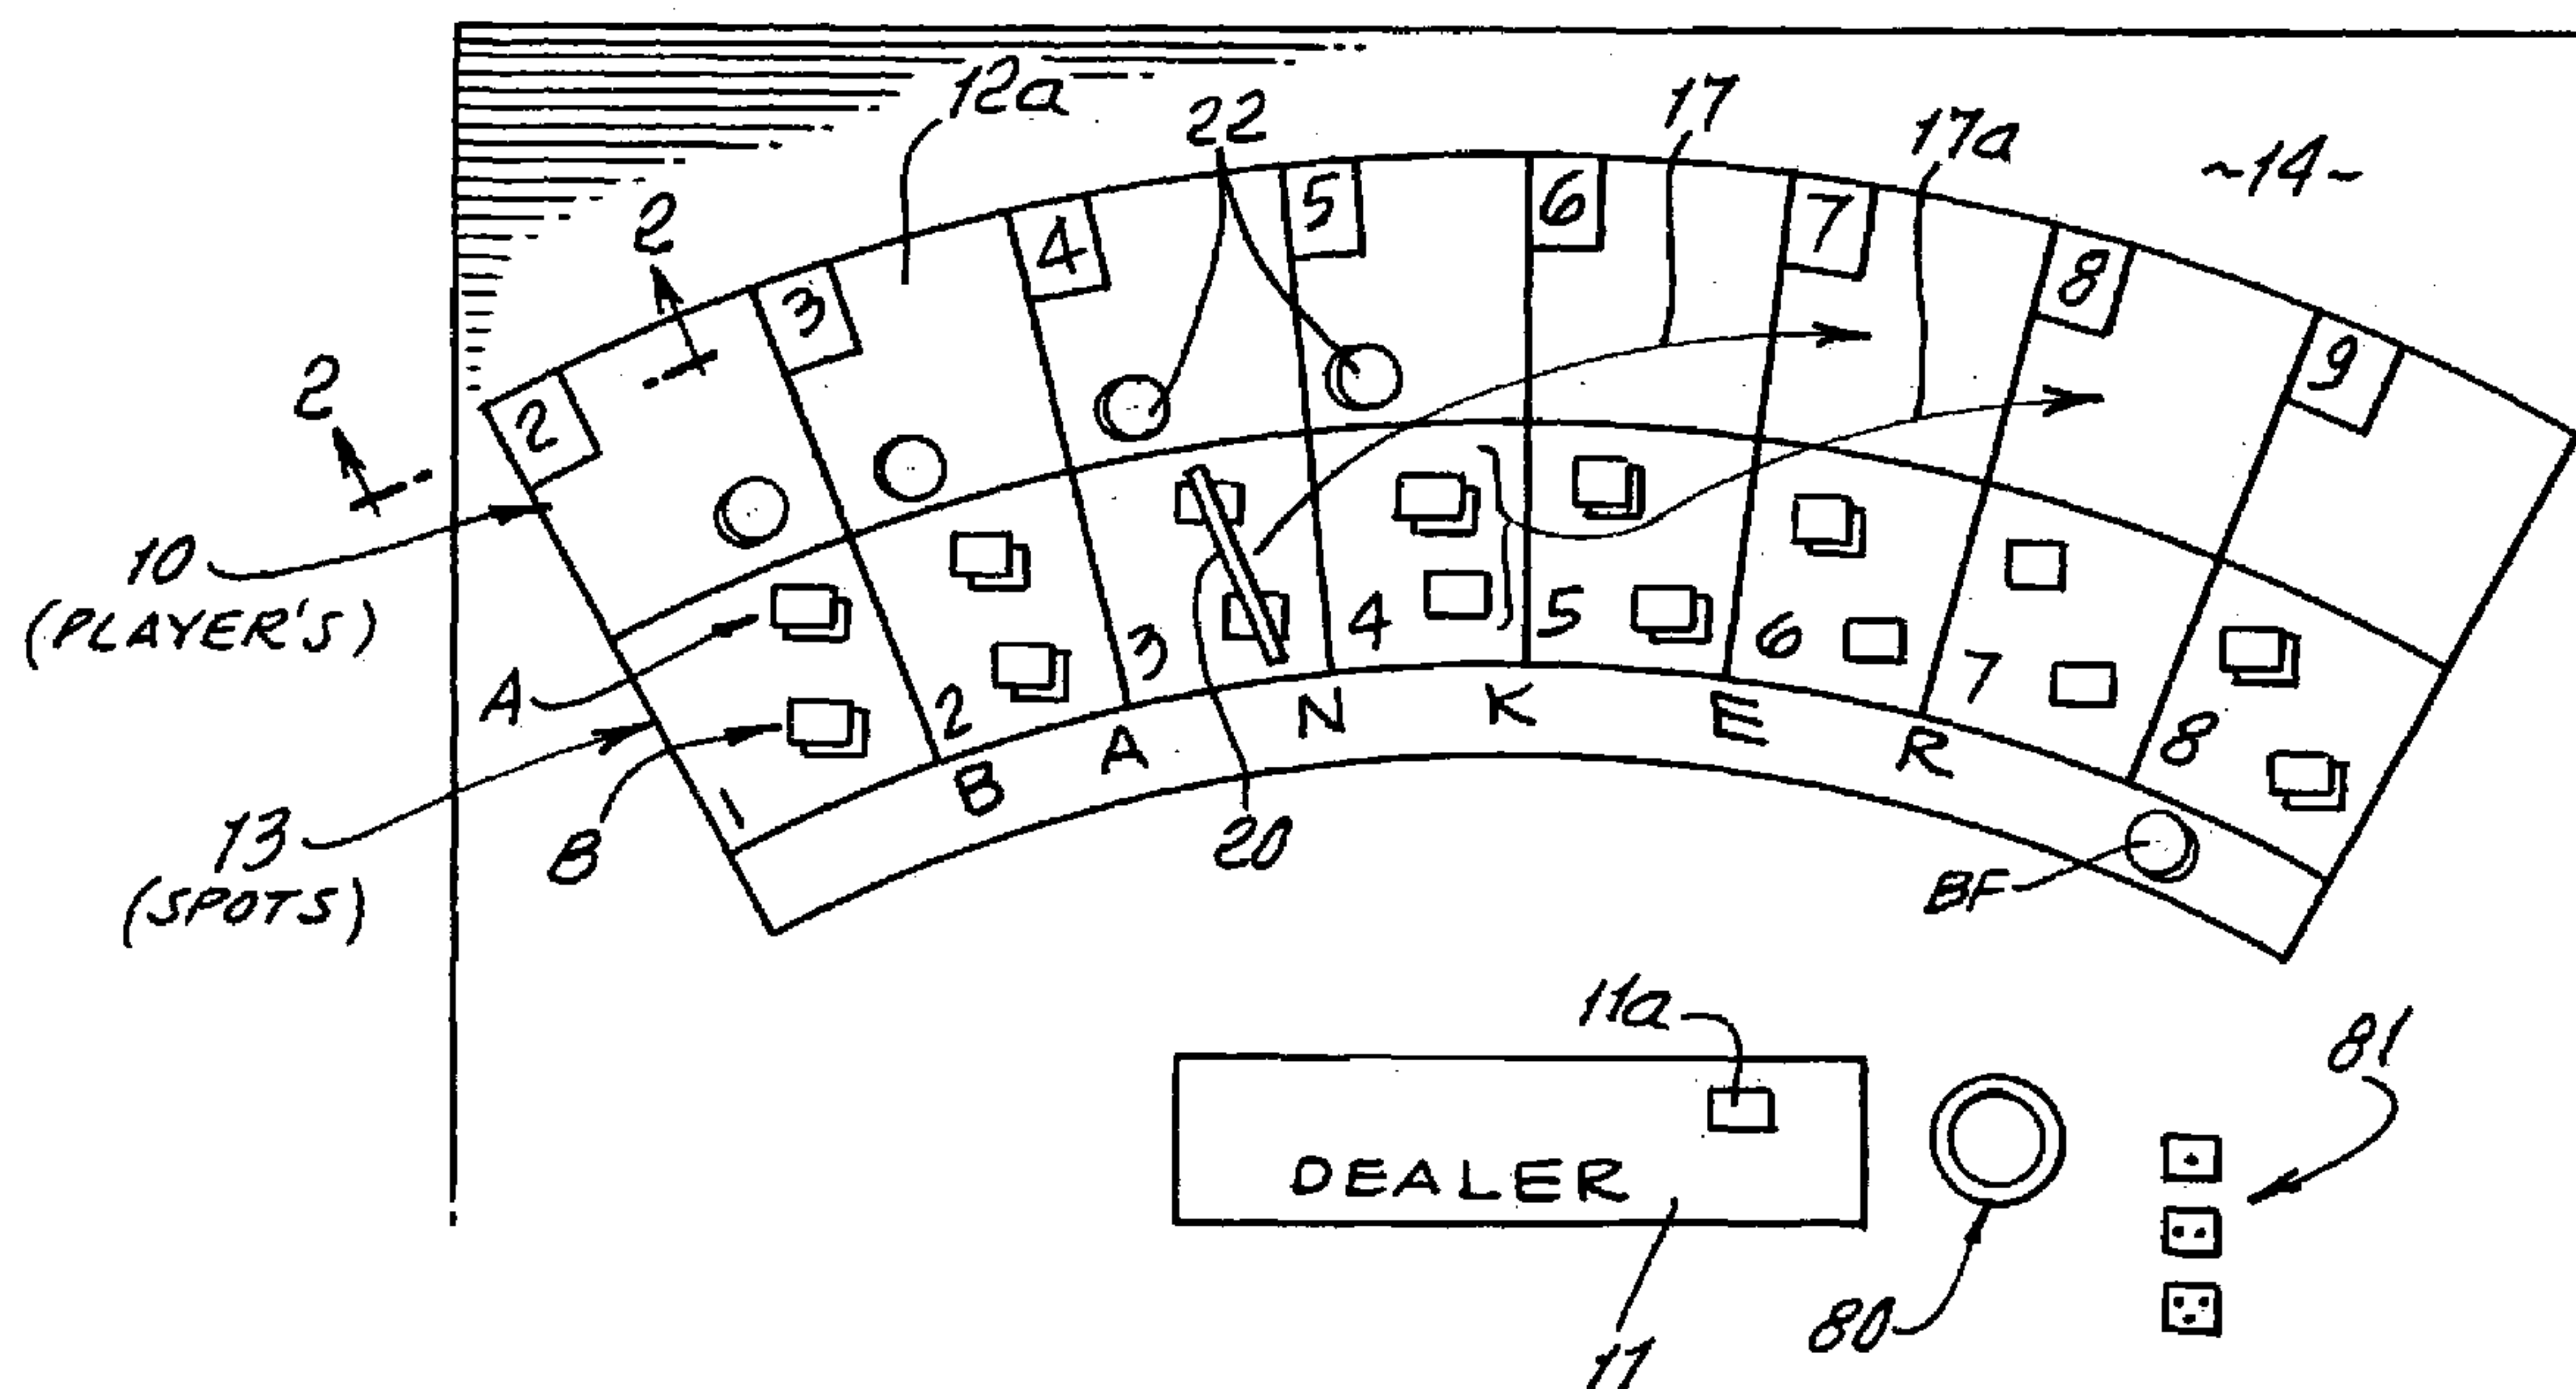 12a
22
17
17a
~14~
2
2
2 3 4 5 6 7 8 9
10
(PLAYER'S)
A
B
13
(SPOTS)
1 2 3 4 5 6 7 8
B A N K E R
20
BF
11a
81
DEALER
80
11